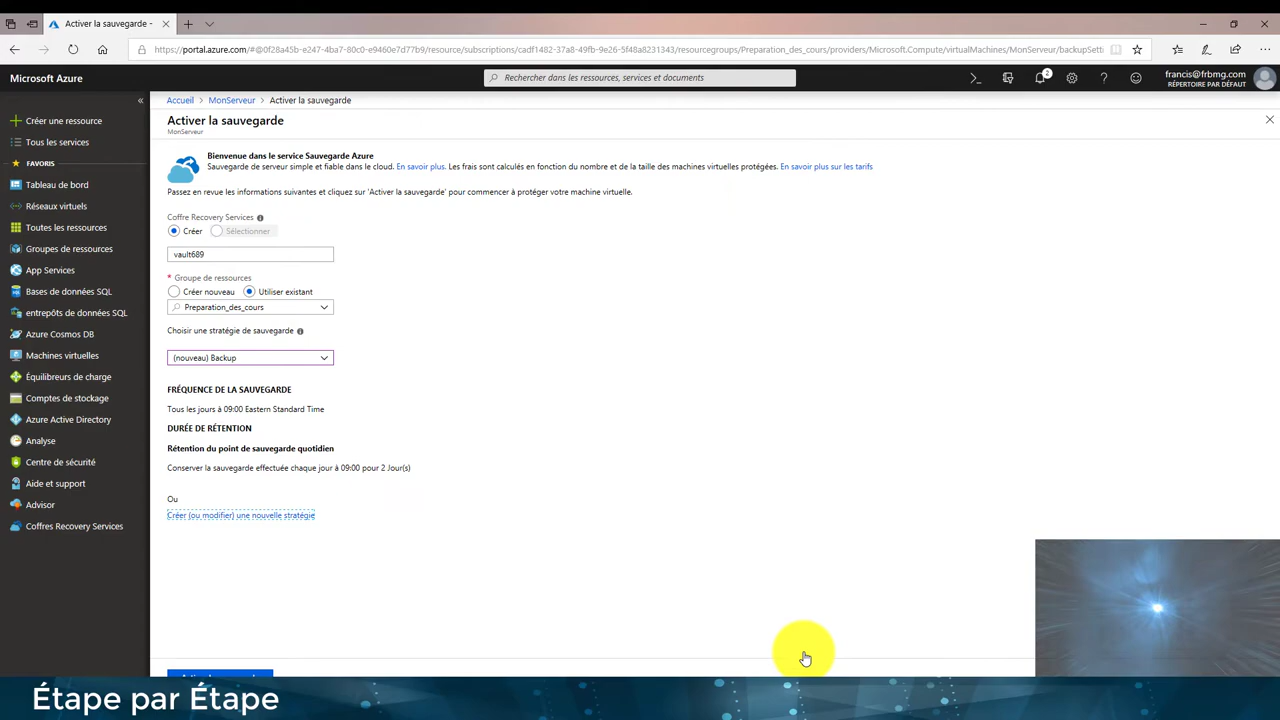 Activer la sauvegarde -
https://portal.azure.com/#@0f28a45b-e247-4ba7-80c0-e9460e7d77b9/resource/subscriptions/cadf1482-37a8-49fb-9e26-5f48a8231343/resourcegroups/Preparation_des_cours/providers/Microsoft.Compute/virtualMachines/MonServeur/backupSetti
Microsoft Azure
Rechercher dans les ressources, services et documents
2
francis@frbmg.com
RÉPERTOIRE PAR DÉFAUT
Créer une ressource
Tous les services
FAVORIS
Tableau de bord
Réseaux virtuels
Toutes les ressources
Groupes de ressources
App Services
Bases de données SQL
entrepôts de données SQL
Azure Cosmos DB
Machines virtuelles
Équilibreurs de charge
Comptes de stockage
Azure Active Directory
Analyse
Centre de sécurité
Aide et support
Advisor
Coffres Recovery Services
Accueil > MonServeur > Activer la sauvegarde
Activer la sauvegarde
MonServeur
Bienvenue dans le service Sauvegarde Azure
Sauvegarde de serveur simple et fiable dans le cloud. En savoir plus. Les frais sont calculés en fonction du nombre et de la taille des machines virtuelles protégées. En savoir plus sur les tarifs
Passez en revue les informations suivantes et cliquez sur 'Activer la sauvegarde' pour commencer à protéger votre machine virtuelle.
Coffre Recovery Services
Créer Sélectionner
vault689
* Groupe de ressources
Créer nouveau Utiliser existant
Preparation_des_cours
Choisir une stratégie de sauvegarde
(nouveau) Backup
FRÉQUENCE DE LA SAUVEGARDE
Tous les jours à 09:00 Eastern Standard Time
DURÉE DE RÉTENTION
Rétention du point de sauvegarde quotidien
Conserver la sauvegarde effectuée chaque jour à 09:00 pour 2 Jour(s)
Ou
Créer (ou modifier) une nouvelle stratégie
Étape par Étape